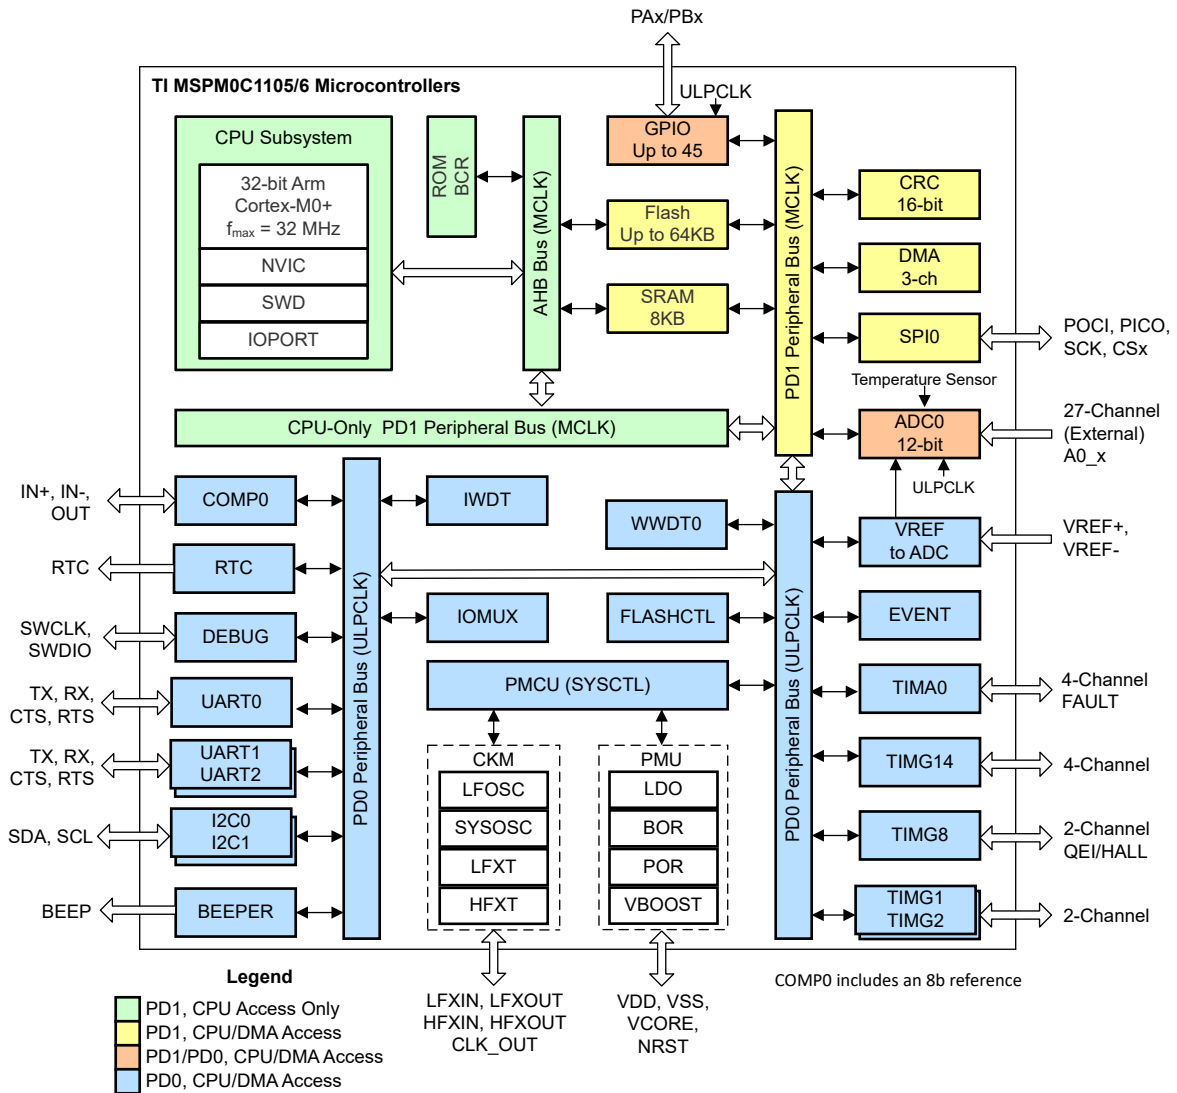 PAx/PBx
TI MSPM0C1105/6 Microcontrollers
ULPCLK
CPU Subsystem
32-bit Arm
Cortex-M0+
fmax = 32 MHz
NVIC
SWD
IOPORT
ROM
BCR
AHB Bus (MCLK)
GPIO
Up to 45
Flash
Up to 64KB
SRAM
8KB
PD1 Peripheral Bus (MCLK)
CRC
16-bit
DMA
3-ch
SPI0
POCI, PICO,
SCK, CSx
Temperature Sensor
CPU-Only PD1 Peripheral Bus (MCLK)
ADC0
12-bit
27-Channel
(External)
A0_x
ULPCLK
IN+, IN-,
OUT
COMP0
RTC
RTC
SWCLK,
SWDIO
DEBUG
TX, RX,
CTS, RTS
UART0
TX, RX,
CTS, RTS
UART1
UART2
SDA, SCL
I2C0
I2C1
BEEP
BEEPER
PD0 Peripheral Bus (ULPCLK)
IWDT
WWDT0
IOMUX
FLASHCTL
PMCU (SYSCTL)
CKM
LFOSC
SYSOSC
LFXT
HFXT
PMU
LDO
BOR
POR
VBOOST
PD0 Peripheral Bus (ULPCLK)
VREF
to ADC
VREF+,
VREF-
EVENT
TIMA0
4-Channel
FAULT
TIMG14
4-Channel
TIMG8
2-Channel
QEI/HALL
TIMG1
TIMG2
2-Channel
LFXIN, LFXOUT
HFXIN, HFXOUT
CLK_OUT
VDD, VSS,
VCORE,
NRST
COMP0 includes an 8b reference
Legend
PD1, CPU Access Only
PD1, CPU/DMA Access
PD1/PD0, CPU/DMA Access
PD0, CPU/DMA Access